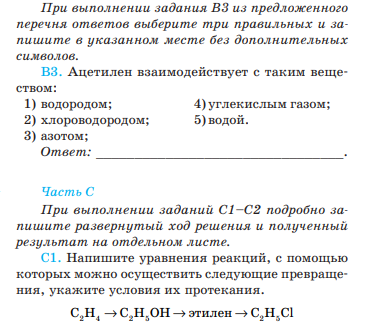 При выполнении задания В3 из предложенного
перечня ответов выберите три правильных и за-
пишите в указанном месте без дополнительных
символов.
В3. Ацетилен взаимодействует с таким веще-
ством:
1) водородом; 4) углекислым газом;
2) хлороводородом; 5) водой.
3) азотом;
Ответ: ______________________________.
Часть С
При выполнении заданий С1–С2 подробно за-
пишите развернутый ход решения и полученный
результат на отдельном листе.
С1. Напишите уравнения реакций, с помощью
которых можно осуществить следующие превраще-
ния, укажите условия их протекания.
C₂H₄ → C₂H₅OH → этилен → C₂H₅Cl